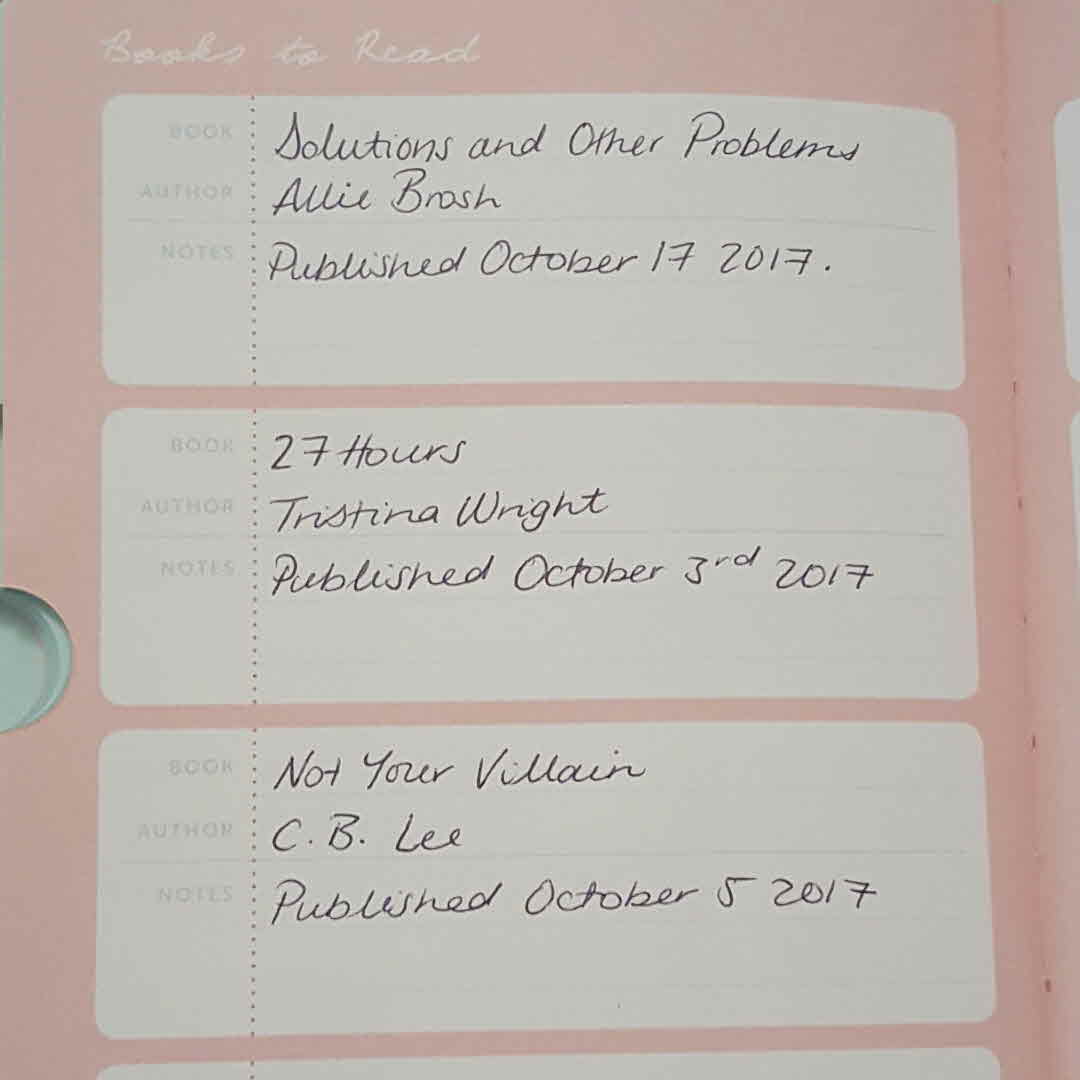 Books to Read
BOOK Solutions and Other Problems
AUTHOR Allie Brosh
NOTES Published October 17 2017.
BOOK 27 Hours
AUTHOR Tristina Wright
NOTES Published October 3rd 2017
BOOK Not Your Villain
AUTHOR C.B. Lee
NOTES Published October 5 2017